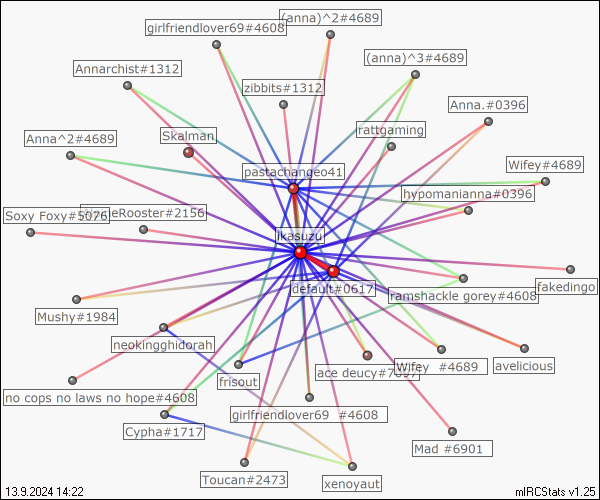 (anna)^2#4689
girlfriendlover69#4608
(anna)^3#4689
Annarchist#1312
zibbits#1312
Anna.#0396
rattgaming
Skalman
Anna^2#4689
Wifey#4689
pastachangeo41
hypomanianna#0396
Soxy Foxy#5076
eRooster#2156
ikasuzu
default#0617
fakedingo
ramshackle gorey#4608
Mushy#1984
neokingghidorah
Wifey #4689
avelicious
ace deucy#7097
frisout
no cops no laws no hope#4608
girlfriendlover69 #4608
Cypha#1717
Mad #6901
Toucan#2473
xenoyaut
13.9.2024 14:22
mIRCStats v1.25